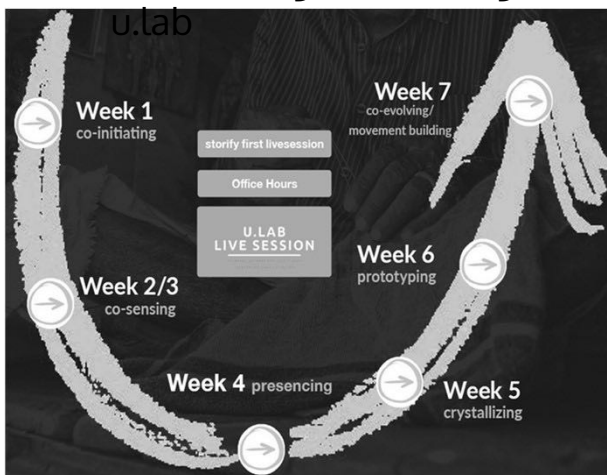 u.lab
Week 1
co-initiating
storify first livesession
Office Hours
U.LAB
LIVE SESSION
Week 2/3
co-sensing
Week 4 presencing
Week 5
crystallizing
Week 6
prototyping
Week 7
co-evolving/
movement building